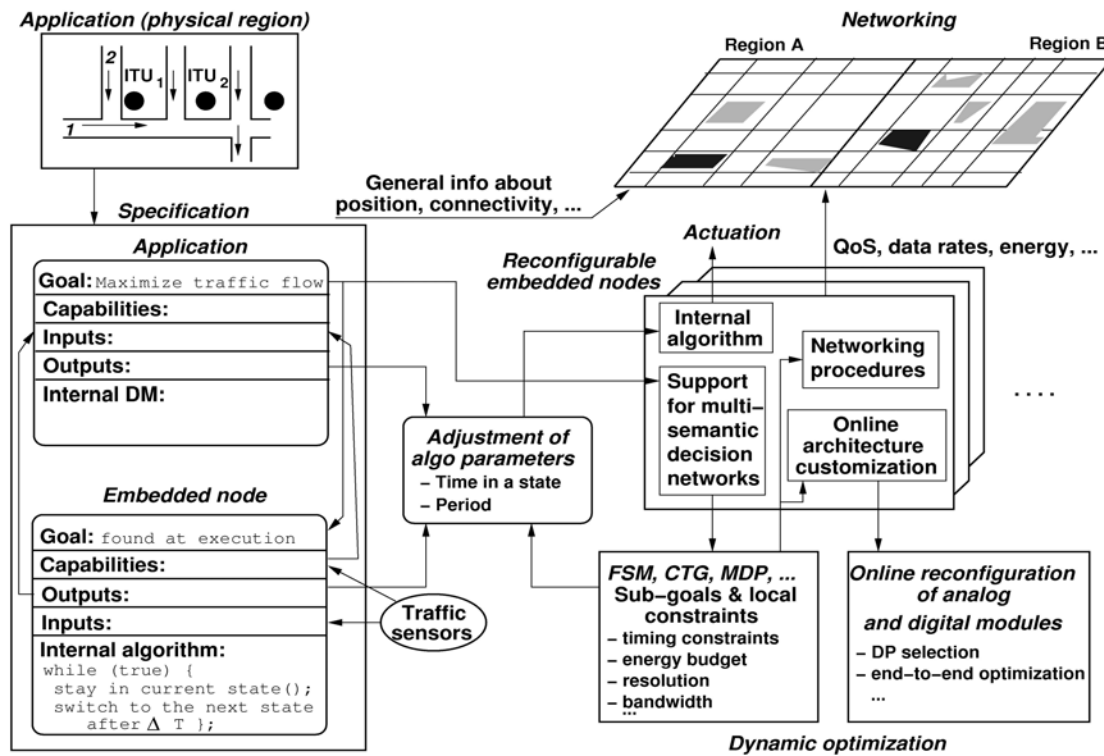 Application (physical region)
2
ITU 1
ITU 2
1
Networking
Region A
Region B
General info about
position, connectivity, ...
Specification
Application
Goal: Maximize traffic flow
Capabilities:
Inputs:
Outputs:
Internal DM:
Embedded node
Goal: found at execution
Capabilities:
Outputs:
Inputs:
Internal algorithm:
while (true) {
stay in current state();
switch to the next state
after Δ T };
Traffic
sensors
Adjustment of
algo parameters
– Time in a state
– Period
Actuation
QoS, data rates, energy, ...
Reconfigurable
embedded nodes
Internal
algorithm
Support
for multi–
semantic
decision
networks
Networking
procedures
Online
architecture
customization
. . . .
FSM, CTG, MDP, ...
Sub–goals & local
constraints
– timing constraints
– energy budget
– resolution
– bandwidth
...
Online reconfiguration
of analog
and digital modules
– DP selection
– end–to–end optimization
...
Dynamic optimization